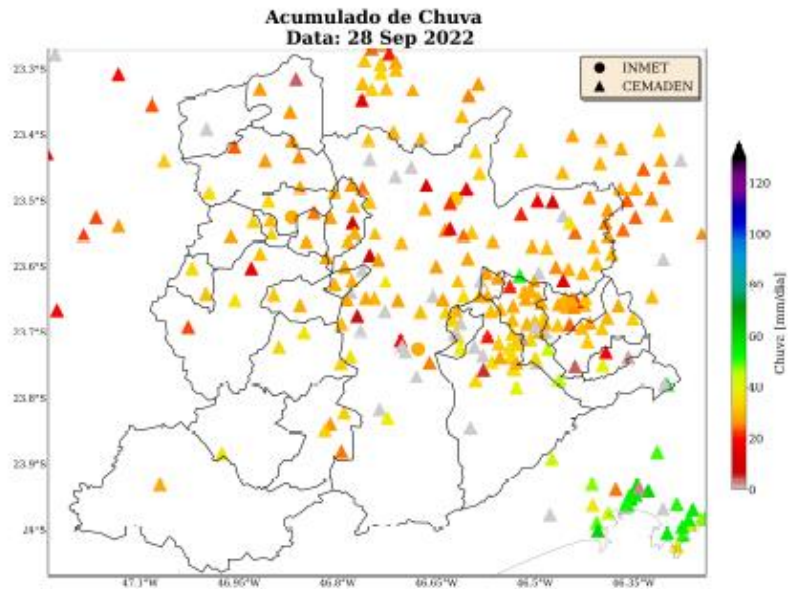 Acumulado de Chuva
Data: 28 Sep 2022
INMET
CEMADEN
23.3°S
23.4°S
23.5°S
23.6°S
23.7°S
23.8°S
23.9°S
24°S
47.1°W
46.95°W
46.8°W
46.65°W
46.5°W
46.35°W
120
100
80
60
40
20
0
Chuva [mm/dia]